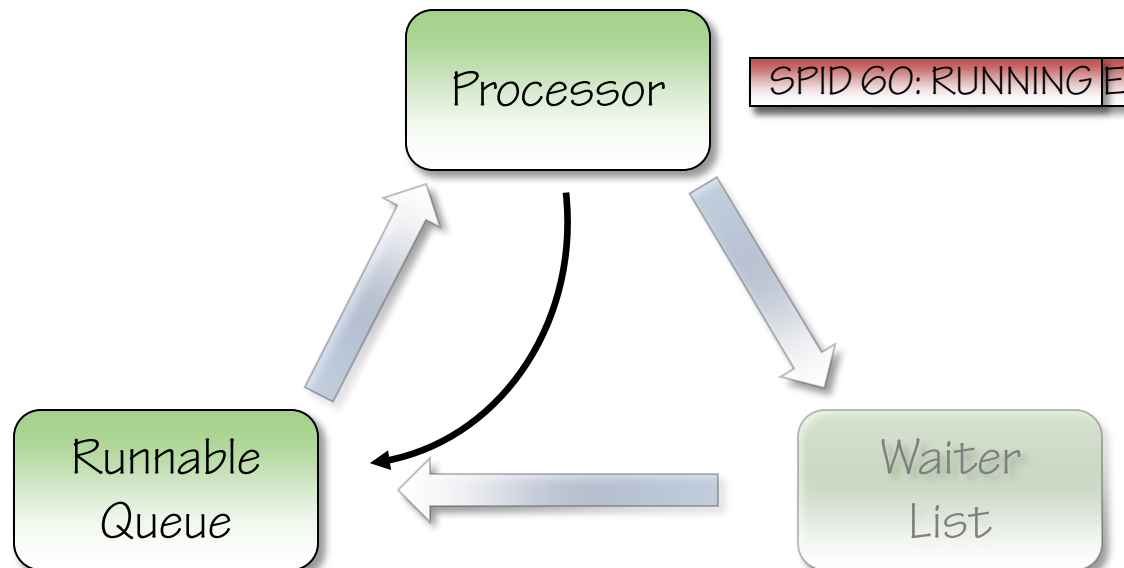 Processor
SPID 60: RUNNING
Runnable
Queue
Waiter
List